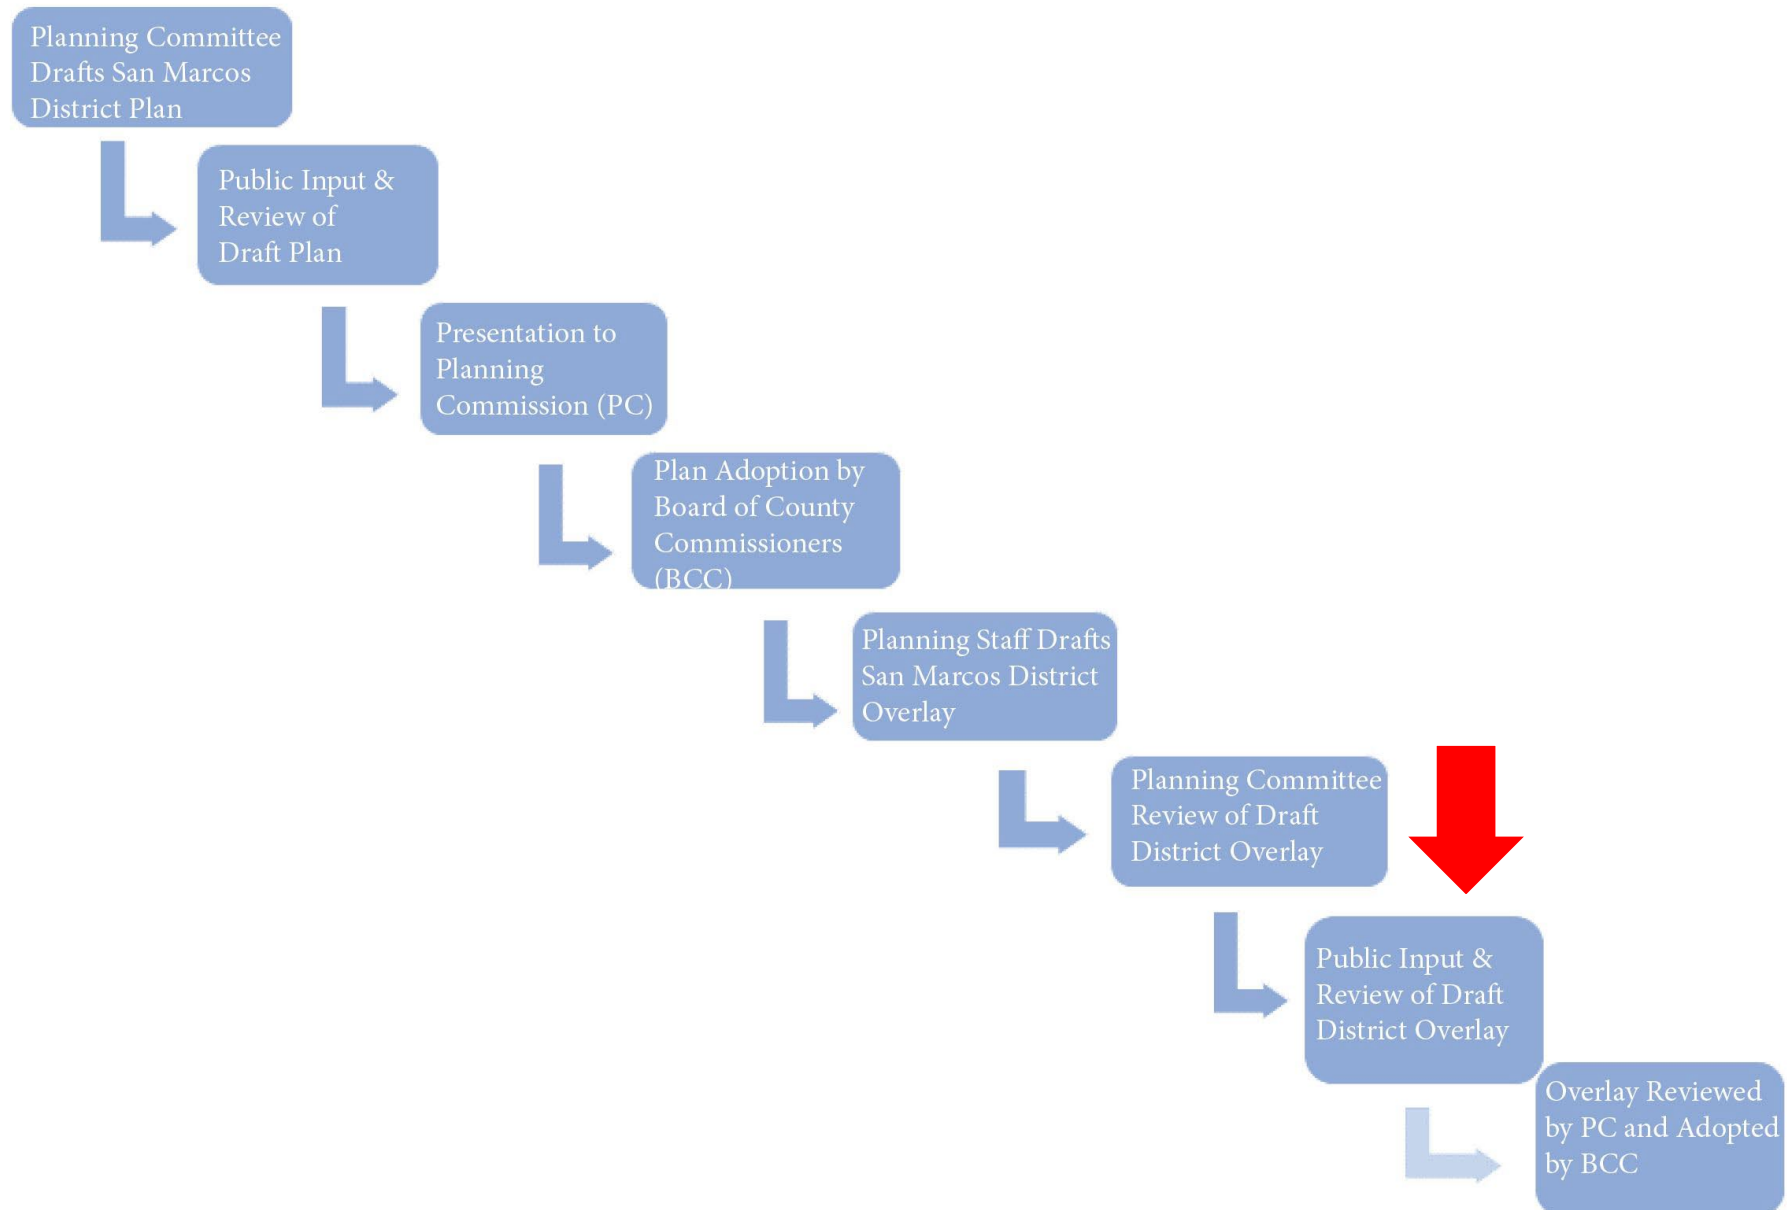 Planning Committee
Drafts San Marcos
District Plan
Public Input &
Review of
Draft Plan
Presentation to
Planning
Commission (PC)
Plan Adoption by
Board of County
Commissioners
(BCC)
Planning Staff Drafts
San Marcos District
Overlay
Planning Committee
Review of Draft
District Overlay
Public Input &
Review of Draft
District Overlay
Overlay Reviewed
by PC and Adopted
by BCC